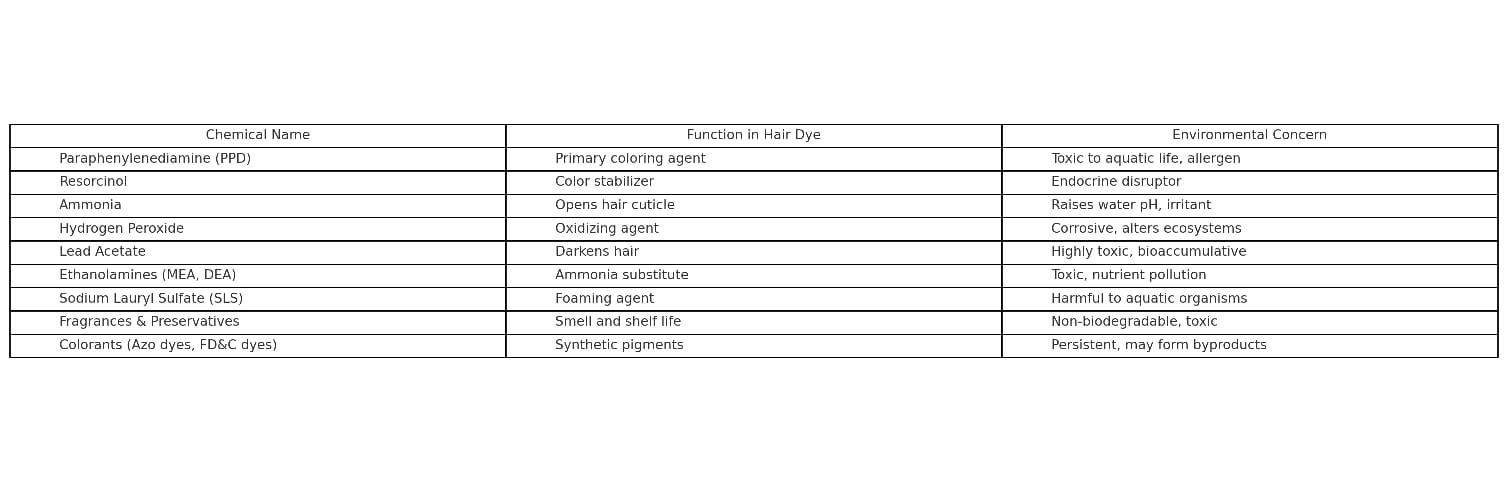 Chemical Name Function in Hair Dye Environmental Concern
Paraphenylenediamine (PPD) Primary coloring agent Toxic to aquatic life, allergen
Resorcinol Color stabilizer Endocrine disruptor
Ammonia Opens hair cuticle Raises water pH, irritant
Hydrogen Peroxide Oxidizing agent Corrosive, alters ecosystems
Lead Acetate Darkens hair Highly toxic, bioaccumulative
Ethanolamines (MEA, DEA) Ammonia substitute Toxic, nutrient pollution
Sodium Lauryl Sulfate (SLS) Foaming agent Harmful to aquatic organisms
Fragrances & Preservatives Smell and shelf life Non-biodegradable, toxic
Colorants (Azo dyes, FD&C dyes) Synthetic pigments Persistent, may form byproducts